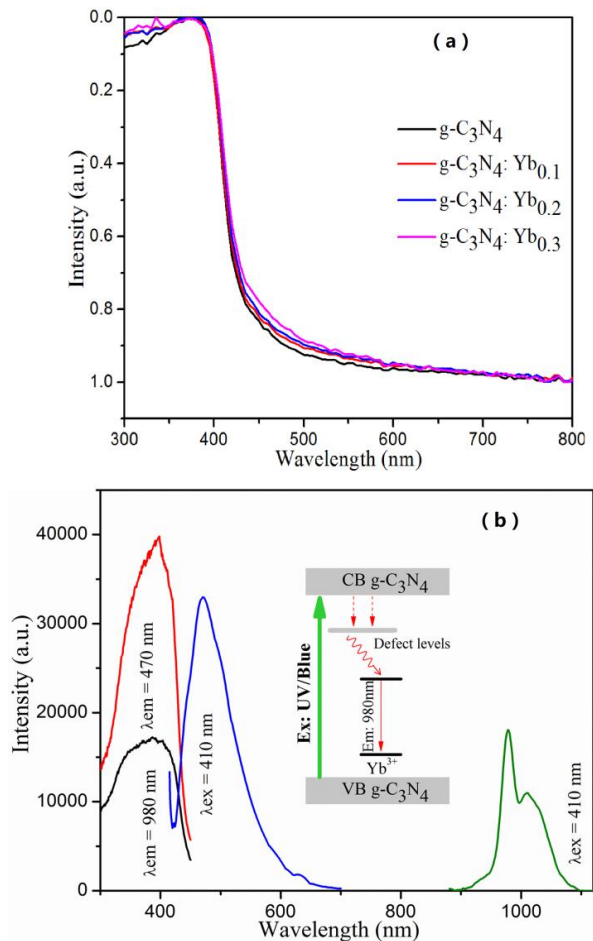 ( a )
0.0
0.2
0.4
0.6
0.8
1.0
Intensity (a.u.)
g-C₃N₄
g-C₃N₄: Yb₀.₁
g-C₃N₄: Yb₀.₂
g-C₃N₄: Yb₀.₃
300 400 500 600 700 800
Wavelength (nm)
( b )
40000
30000
20000
10000
0
Intensity (a.u.)
λem = 470 nm
λem = 980 nm
λex = 410 nm
CB g-C₃N₄
Defect levels
Ex: UV/Blue
Em: 980nm
Yb³⁺
VB g-C₃N₄
λex = 410 nm
400 600 800 1000
Wavelength (nm)